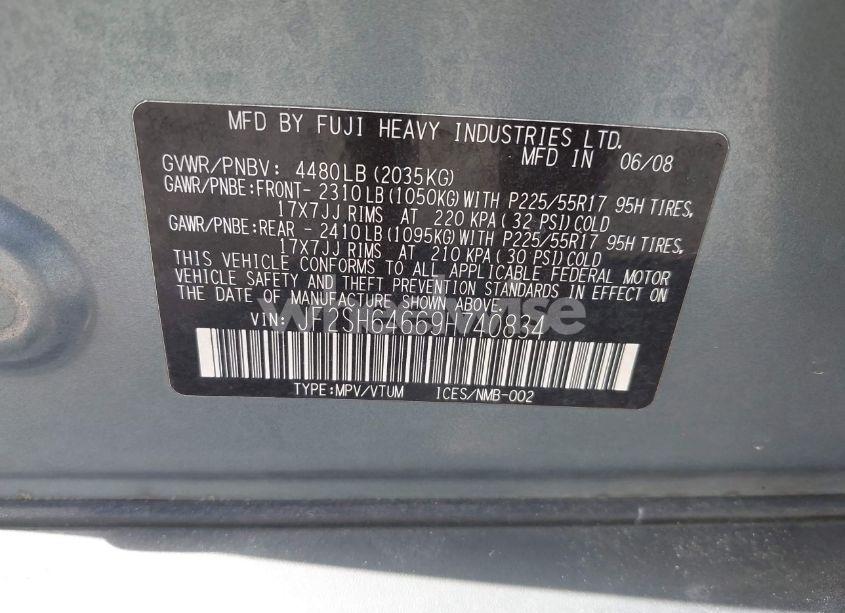 MFD BY FUJI HEAVY INDUSTRIES LTD.
MFD IN 06/08
GVWR/PNBV: 4480LB (2035KG)
GAWR/PNBE:FRONT- 2310LB (1050KG) WITH P225/55R17 95H TIRES,
17X7JJ RIMS AT 220 KPA ( 32 PSI) COLD
GAWR/PNBE:REAR - 2410LB (1095KG) WITH P225/55R17 95H TIRES,
17X7JJ RIMS AT 210 KPA ( 30 PSI) COLD
THIS VEHICLE CONFORMS TO ALL APPLICABLE FEDERAL MOTOR
VEHICLE SAFETY AND THEFT PREVENTION STANDARDS IN EFFECT ON
THE DATE OF MANUFACTURE SHOWN ABOVE.
VIN: JF2SH64669H740834
TYPE:MPV/VTUM ICES/NMB-002